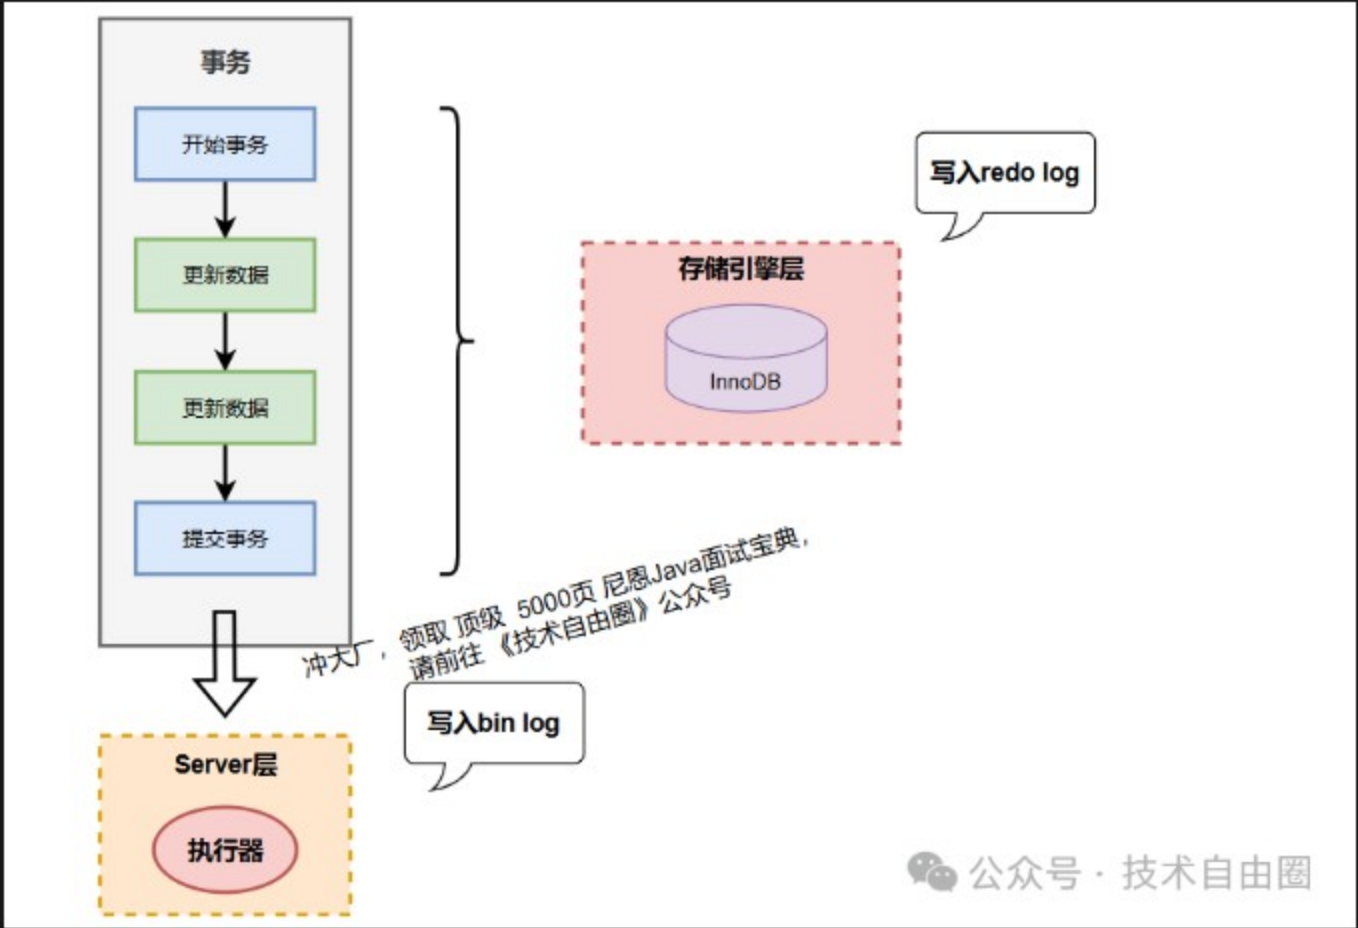 事务
开始事务
更新数据
更新数据
提交事务
写入redo log
存储引擎层
InnoDB
冲大厂，领取 顶级 5000页 尼恩Java面试宝典，
请前往 《技术自由圈》公众号
写入bin log
Server层
执行器
公众号 · 技术自由圈